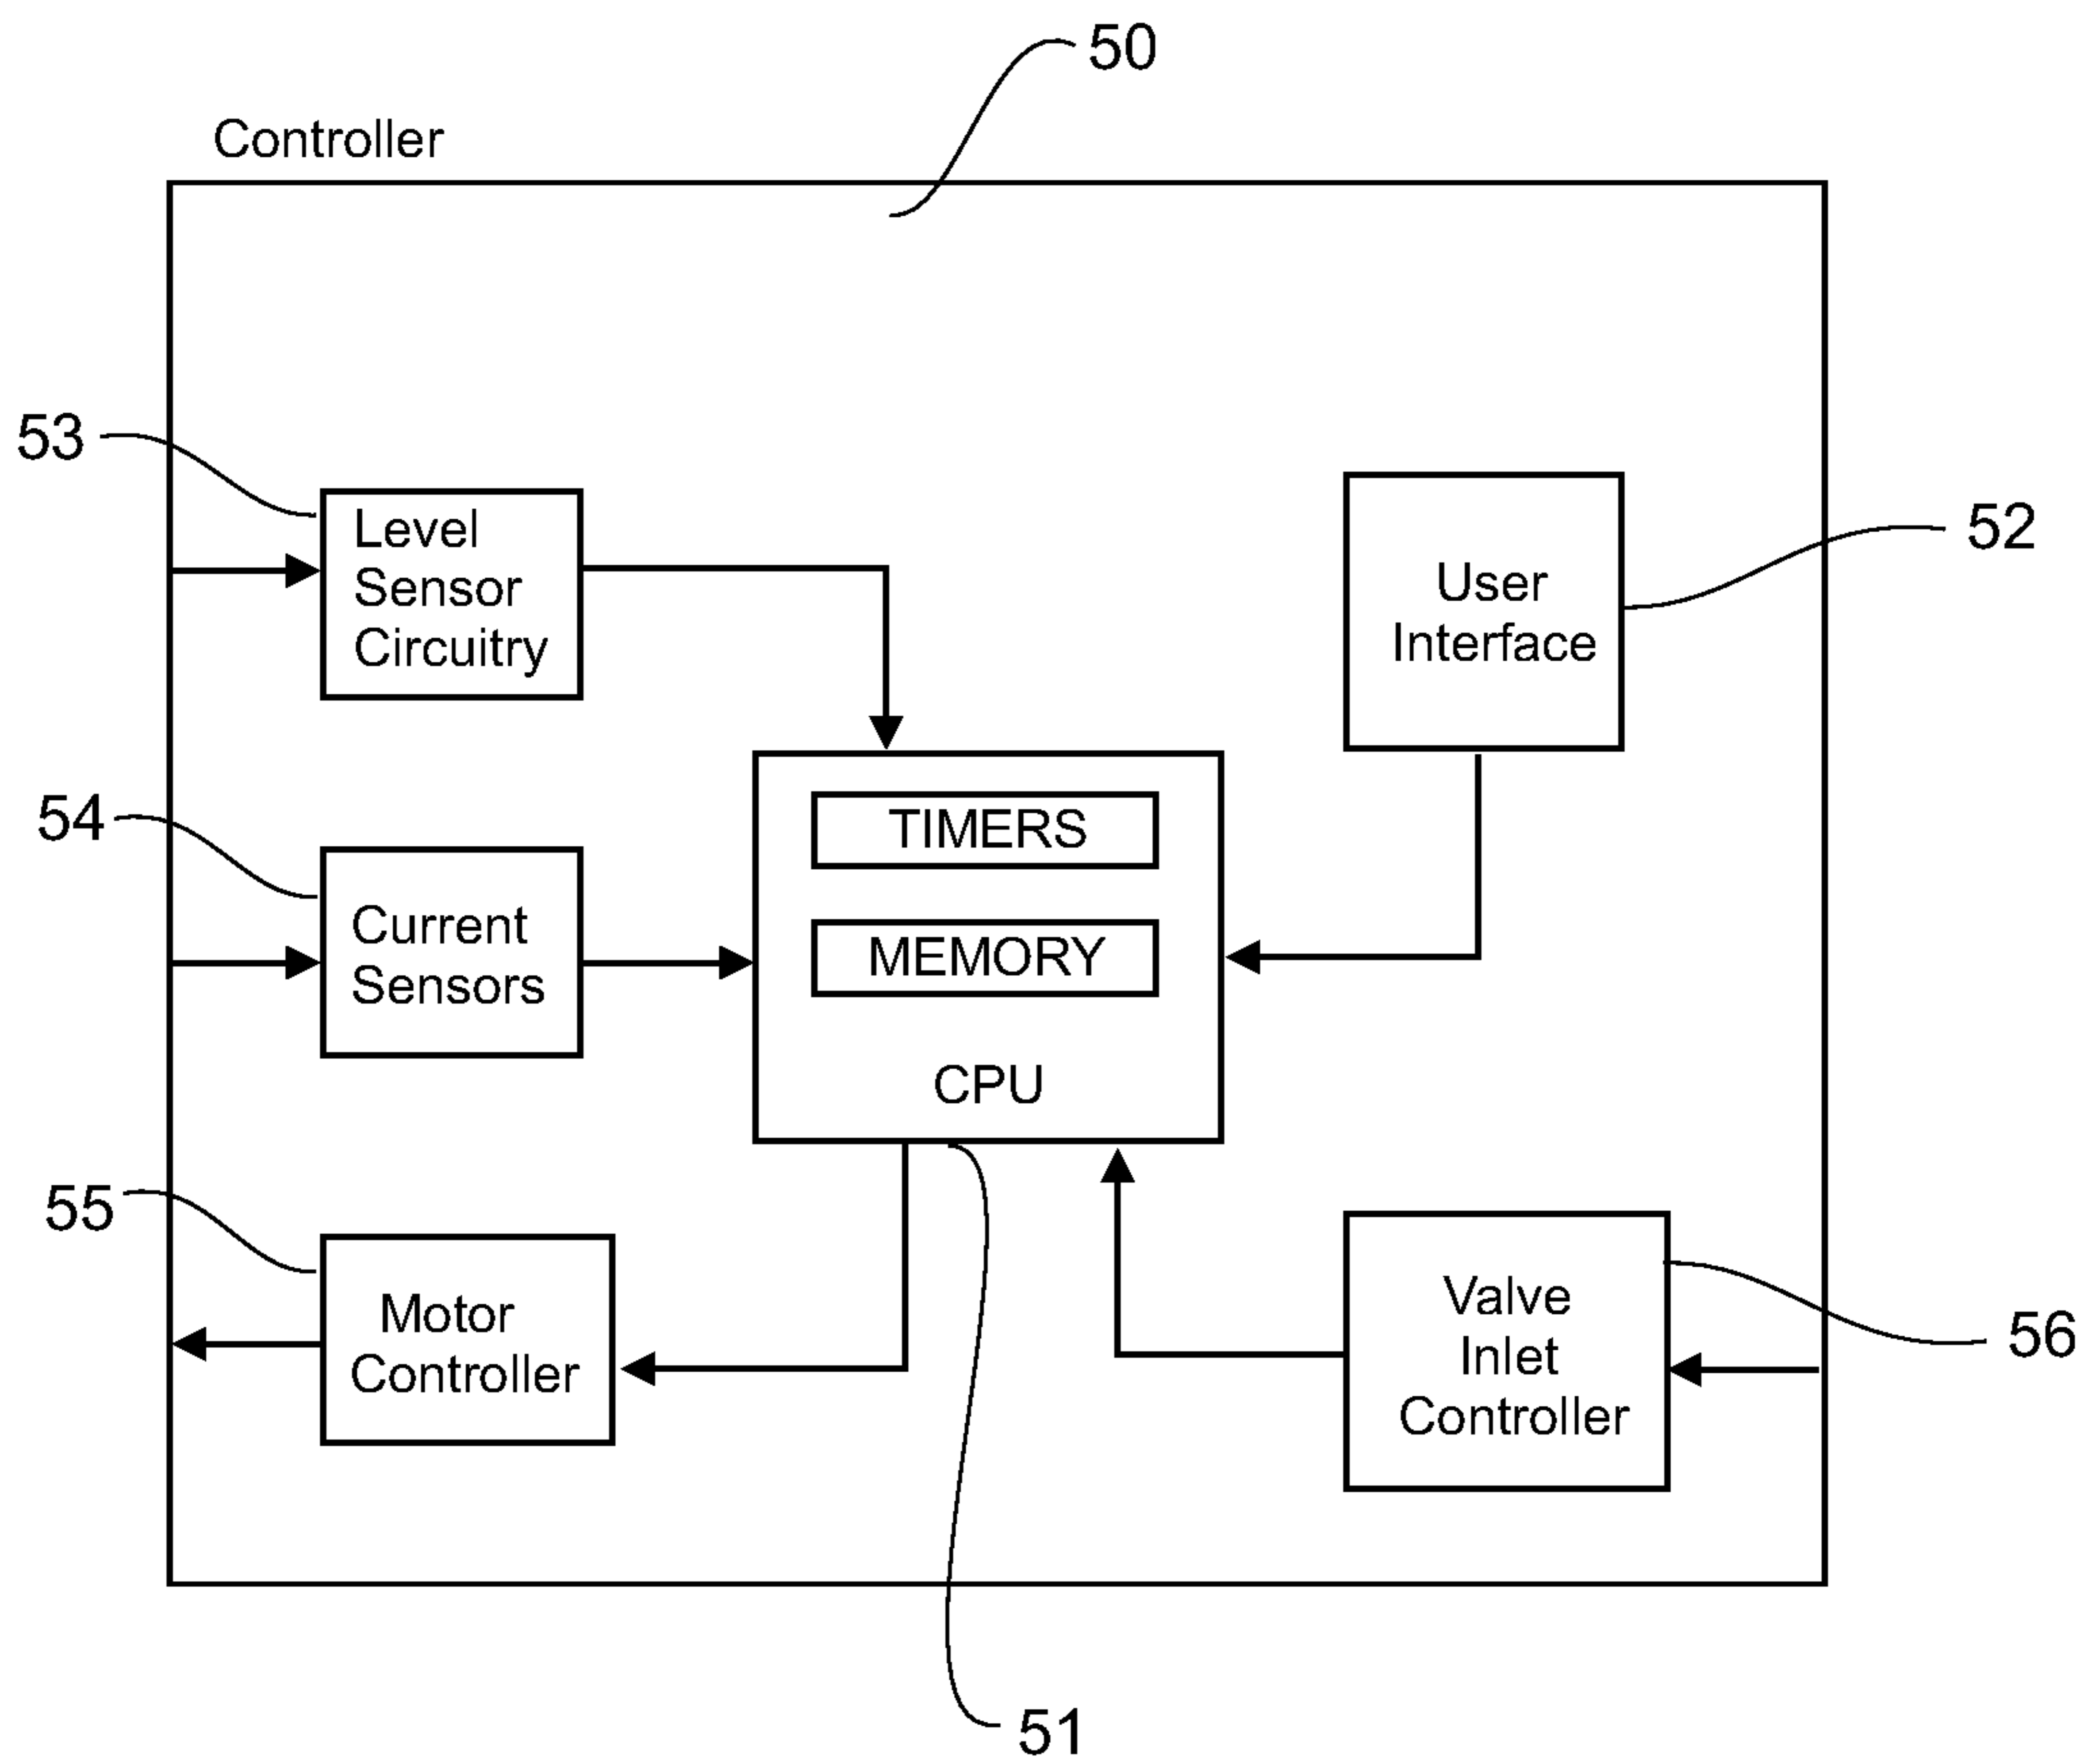 50
Controller
53
Level
Sensor
Circuitry
52
User
Interface
54
Current
Sensors
TIMERS
MEMORY
CPU
55
Motor
Controller
Valve
Inlet
Controller
56
51